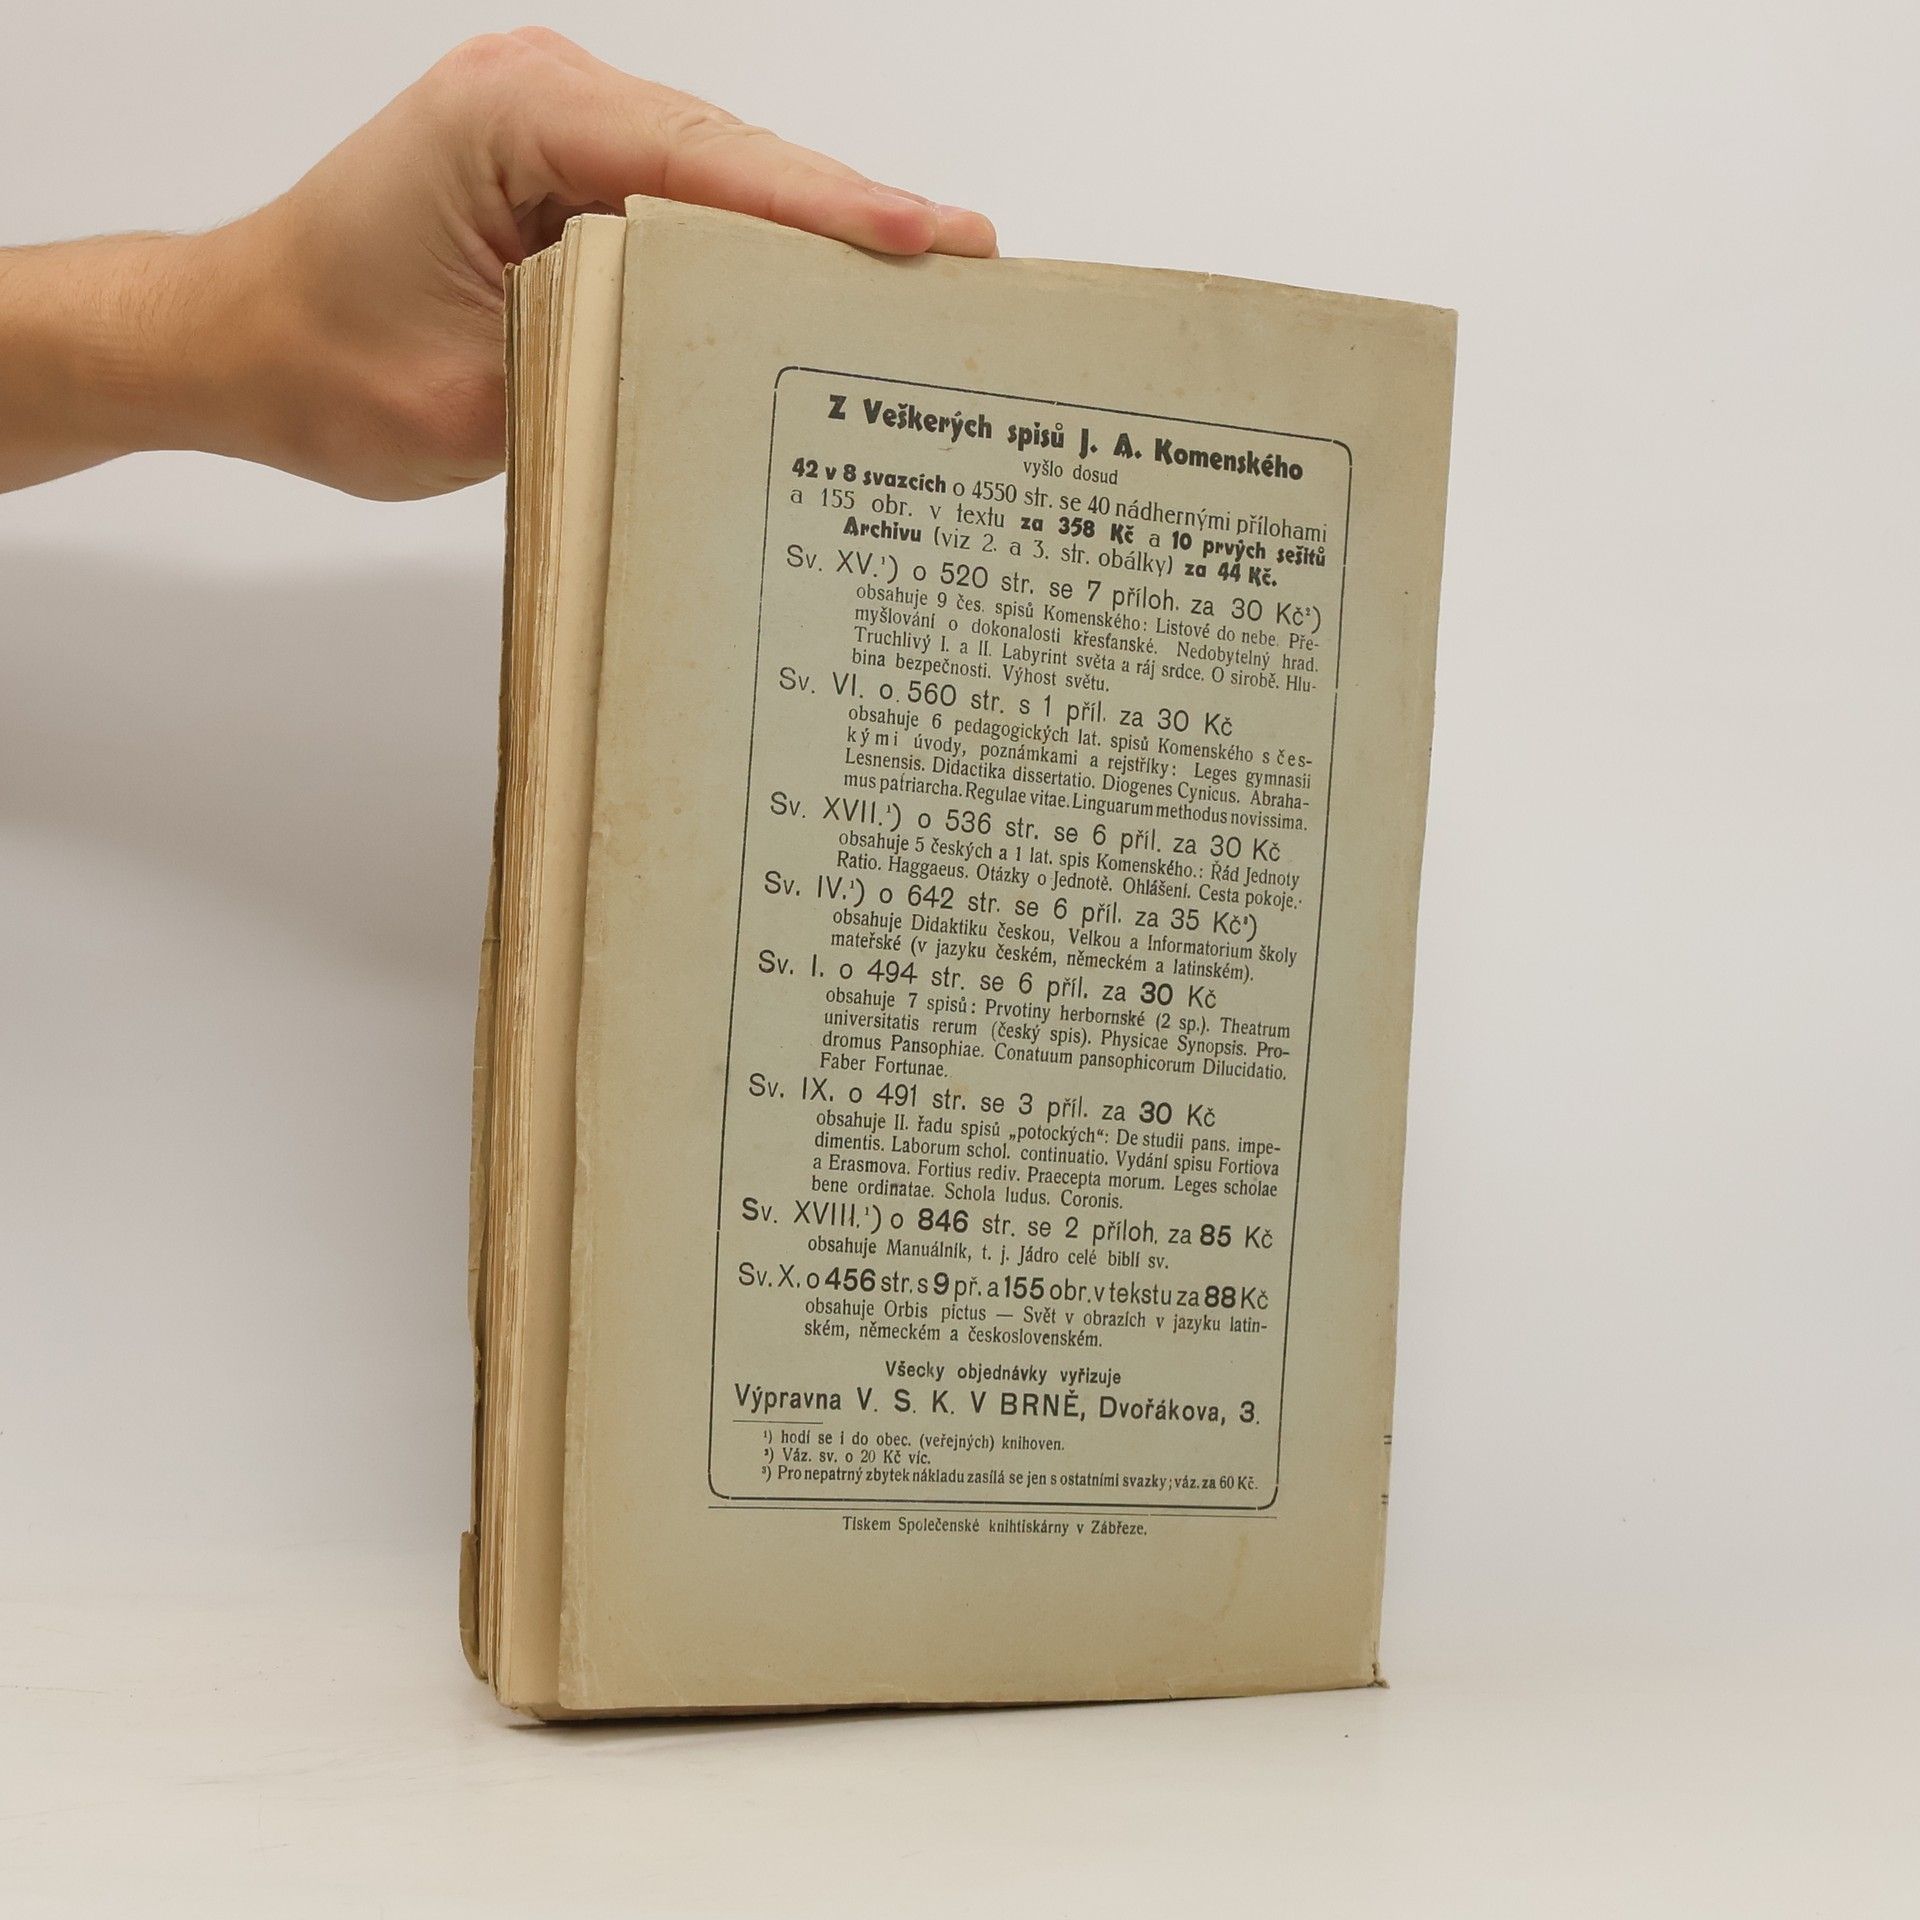 Z Veškerých spisů J. A. Komenského
vyšlo dosud
42 v 8 svazcích o 4550 str. se 40 nádhernými přílohami
a 155 obr. v textu za 358 Kč a 10 prvých sešitů
Archivu (viz 2. a 3. str. obálky) za 44 Kč.
Sv. XV.¹) o 520 str. se 7 příloh. za 30 Kč²)
obsahuje 9 čes. spisů Komenského: Listové do nebe. Pře-
myšlování o dokonalosti křesťanské. Nedobytelný hrad.
Truchlivý I. a II. Labyrint světa a ráj srdce. O sirobě. Hlu-
bina bezpečnosti. Výhost světu.
Sv. VI. o 560 str. s 1 příl. za 30 Kč
obsahuje 6 pedagogických lat. spisů Komenského s čes-
kými úvody, poznámkami a rejstříky: Leges gymnasii
Lesnensis. Didactika dissertatio. Diogenes Cynicus. Abraha-
mus patriarcha. Regulae vitae. Linguarum methodus novissima.
Sv. XVII.¹) o 536 str. se 6 příl. za 30 Kč
obsahuje 5 českých a 1 lat. spis Komenského.: Řád Jednoty
Ratio. Haggaeus. Otázky o Jednotě. Ohlášení. Cesta pokoje.
Sv. IV.¹) o 642 str. se 6 příl. za 35 Kč³)
obsahuje Didaktiku českou, Velkou a Informatorium školy
mateřské (v jazyku českém, německém a latinském).
Sv. I. o 494 str. se 6 příl. za 30 Kč
obsahuje 7 spisů: Prvotiny herbornské (2 sp.). Theatrum
universitatis rerum (český spis). Physicae Synopsis. Pro-
dromus Pansophiae. Conatuum pansophicorum Dilucidatio.
Faber Fortunae.
Sv. IX. o 491 str. se 3 příl. za 30 Kč
obsahuje II. řadu spisů „potockých“: De studii pans. impe-
dimentis. Laborum schol. continuatio. Vydání spisu Fortiova
a Erasmova. Fortius rediv. Praecepta morum. Leges scholae
bene ordinatae. Schola ludus. Coronis.
Sv. XVIII.¹) o 846 str. se 2 příloh. za 85 Kč
obsahuje Manuálník, t. j. Jádro celé biblí sv.
Sv. X. o 456 str. s 9 př. a 155 obr. v tekstu za 88 Kč
obsahuje Orbis pictus — Svět v obrazích v jazyku latin-
ském, německém a československém.
Všecky objednávky vyřizuje
Výpravna V. S. K. V BRNĚ, Dvořákova, 3.
¹) hodí se i do obec. (veřejných) knihoven.
²) Váz. sv. o 20 Kč víc.
³) Pro nepatrný zbytek nákladu zasílá se jen s ostatními svazky; váz. za 60 Kč.
Tiskem Společenské knihtiskárny v Zábřeze.